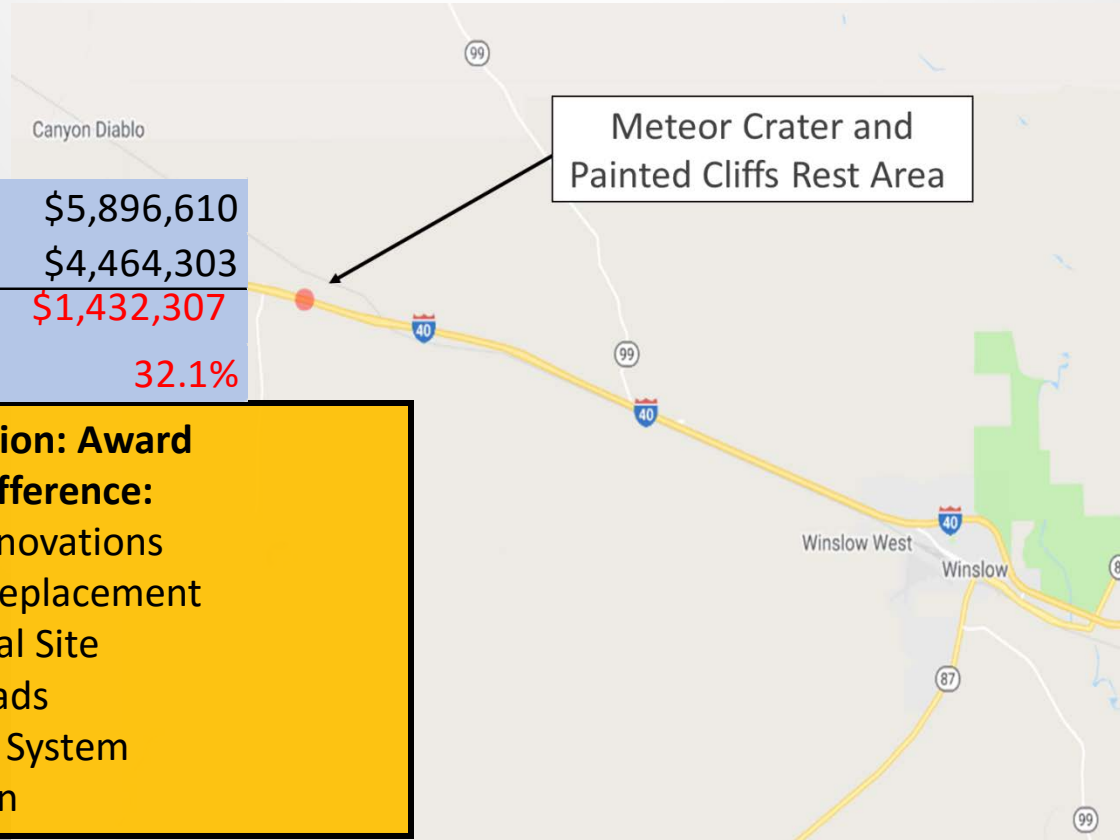 99
Canyon Diablo
Meteor Crater and
Painted Cliffs Rest Area
$5,896,610
$4,464,303
$1,432,307
32.1%
40
99
40
ion: Award
fference:
novations
eplacement
al Site
ads
System
n
40
Winslow West
Winslow
8
87
99